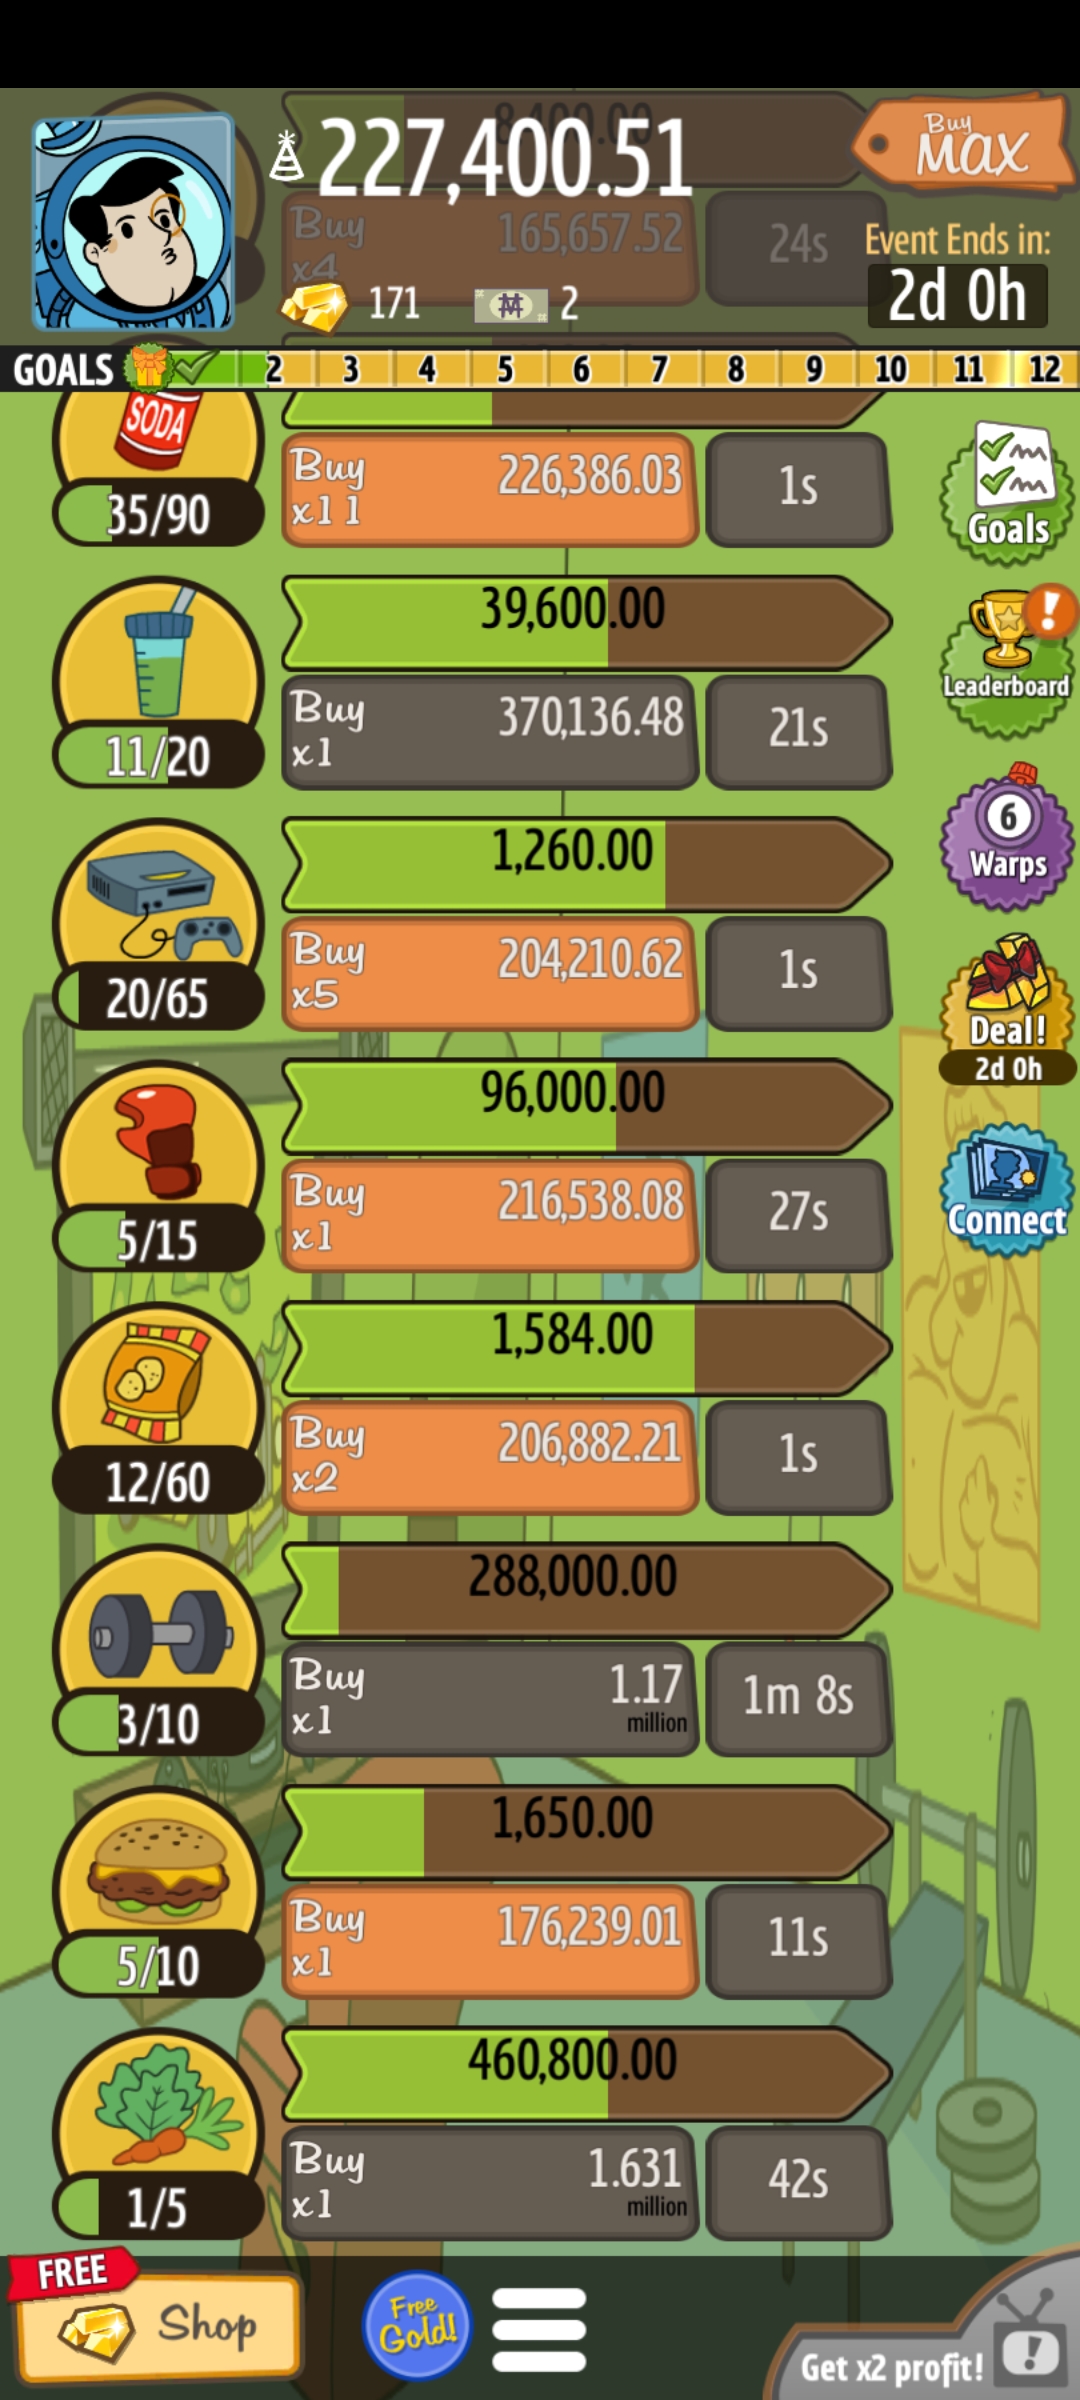 8,400.00
227,400.51
Buy
MAX
Buy
x4
165,657.52
24s
Event Ends in:
2d 0h
171
2
GOALS
2 3 4 5 6 7 8 9 10 11 12
SODA
35/90
Buy
x11
226,386.03
1s
Goals
39,600.00
11/20
Buy
x1
370,136.48
21s
Leaderboard
!
1,260.00
20/65
Buy
x5
204,210.62
1s
6
Warps
Deal!
2d 0h
96,000.00
5/15
Buy
x1
216,538.08
27s
Connect
1,584.00
12/60
Buy
x2
206,882.21
1s
288,000.00
3/10
Buy
x1
1.17
million
1m 8s
1,650.00
5/10
Buy
x1
176,239.01
11s
460,800.00
1/5
Buy
x1
1.631
million
42s
FREE
Shop
Free
Gold!
Get x2 profit!
!